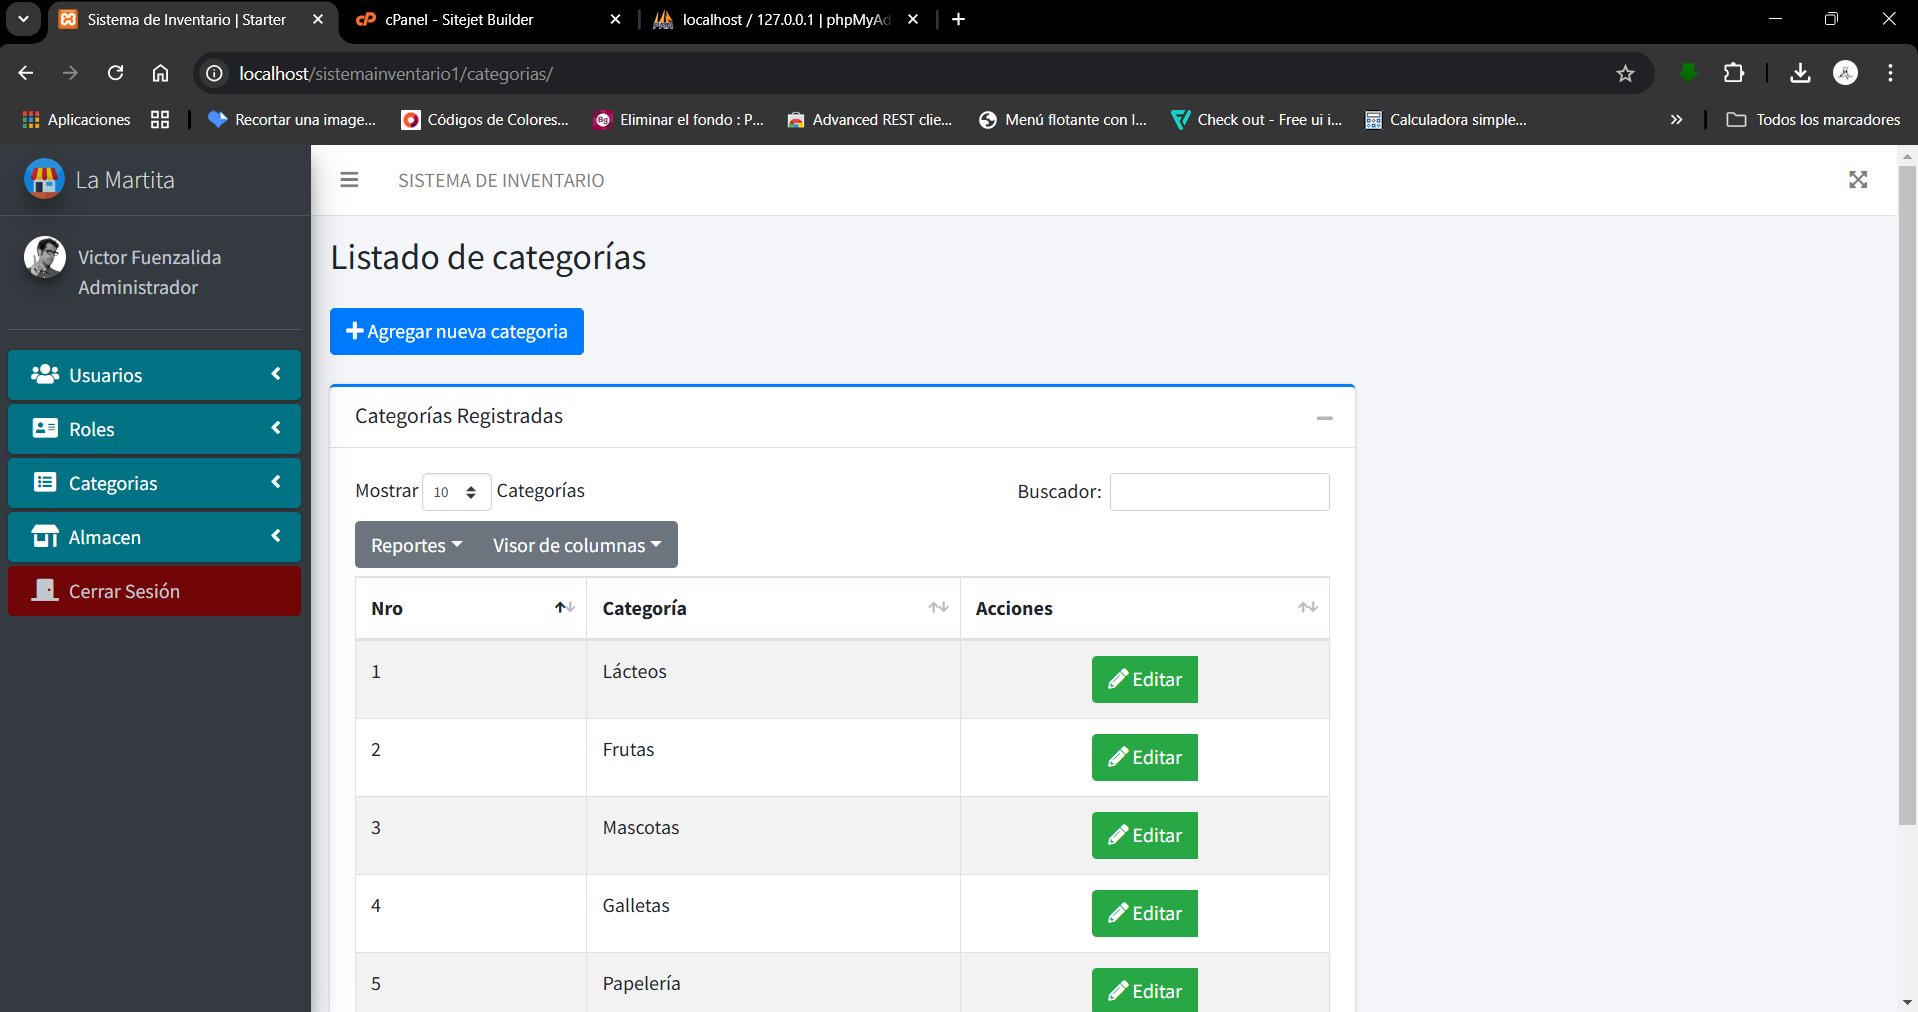 Sistema de Inventario | Starter
cPanel - Sitejet Builder
localhost / 127.0.0.1 | phpMyAd
localhost/sistemainventario1/categorias/
Aplicaciones
Recortar una image...
Códigos de Colores...
Eliminar el fondo : P...
Advanced REST clie...
Menú flotante con l...
Check out - Free ui i...
Calculadora simple...
Todos los marcadores
La Martita
SISTEMA DE INVENTARIO
Victor Fuenzalida
Administrador
Usuarios
Roles
Categorias
Almacen
Cerrar Sesión
Listado de categorías
Agregar nueva categoria
Categorías Registradas
Mostrar 10 Categorías
Buscador:
Reportes Visor de columnas
Nro Categoría Acciones
1 Lácteos Editar
2 Frutas Editar
3 Mascotas Editar
4 Galletas Editar
5 Papelería Editar